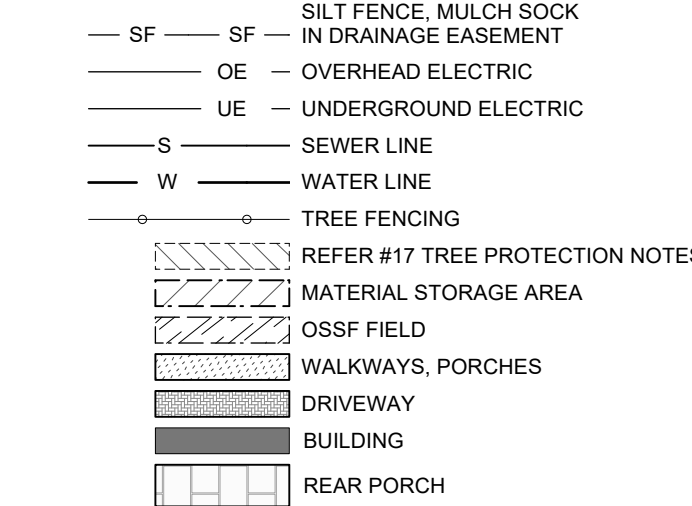 SILT FENCE, MULCH SOCK
SF SF IN DRAINAGE EASEMENT
OE OVERHEAD ELECTRIC
UE UNDERGROUND ELECTRIC
S SEWER LINE
W WATER LINE
TREE FENCING
REFER #17 TREE PROTECTION NOTES
MATERIAL STORAGE AREA
OSSF FIELD
WALKWAYS, PORCHES
DRIVEWAY
BUILDING
REAR PORCH